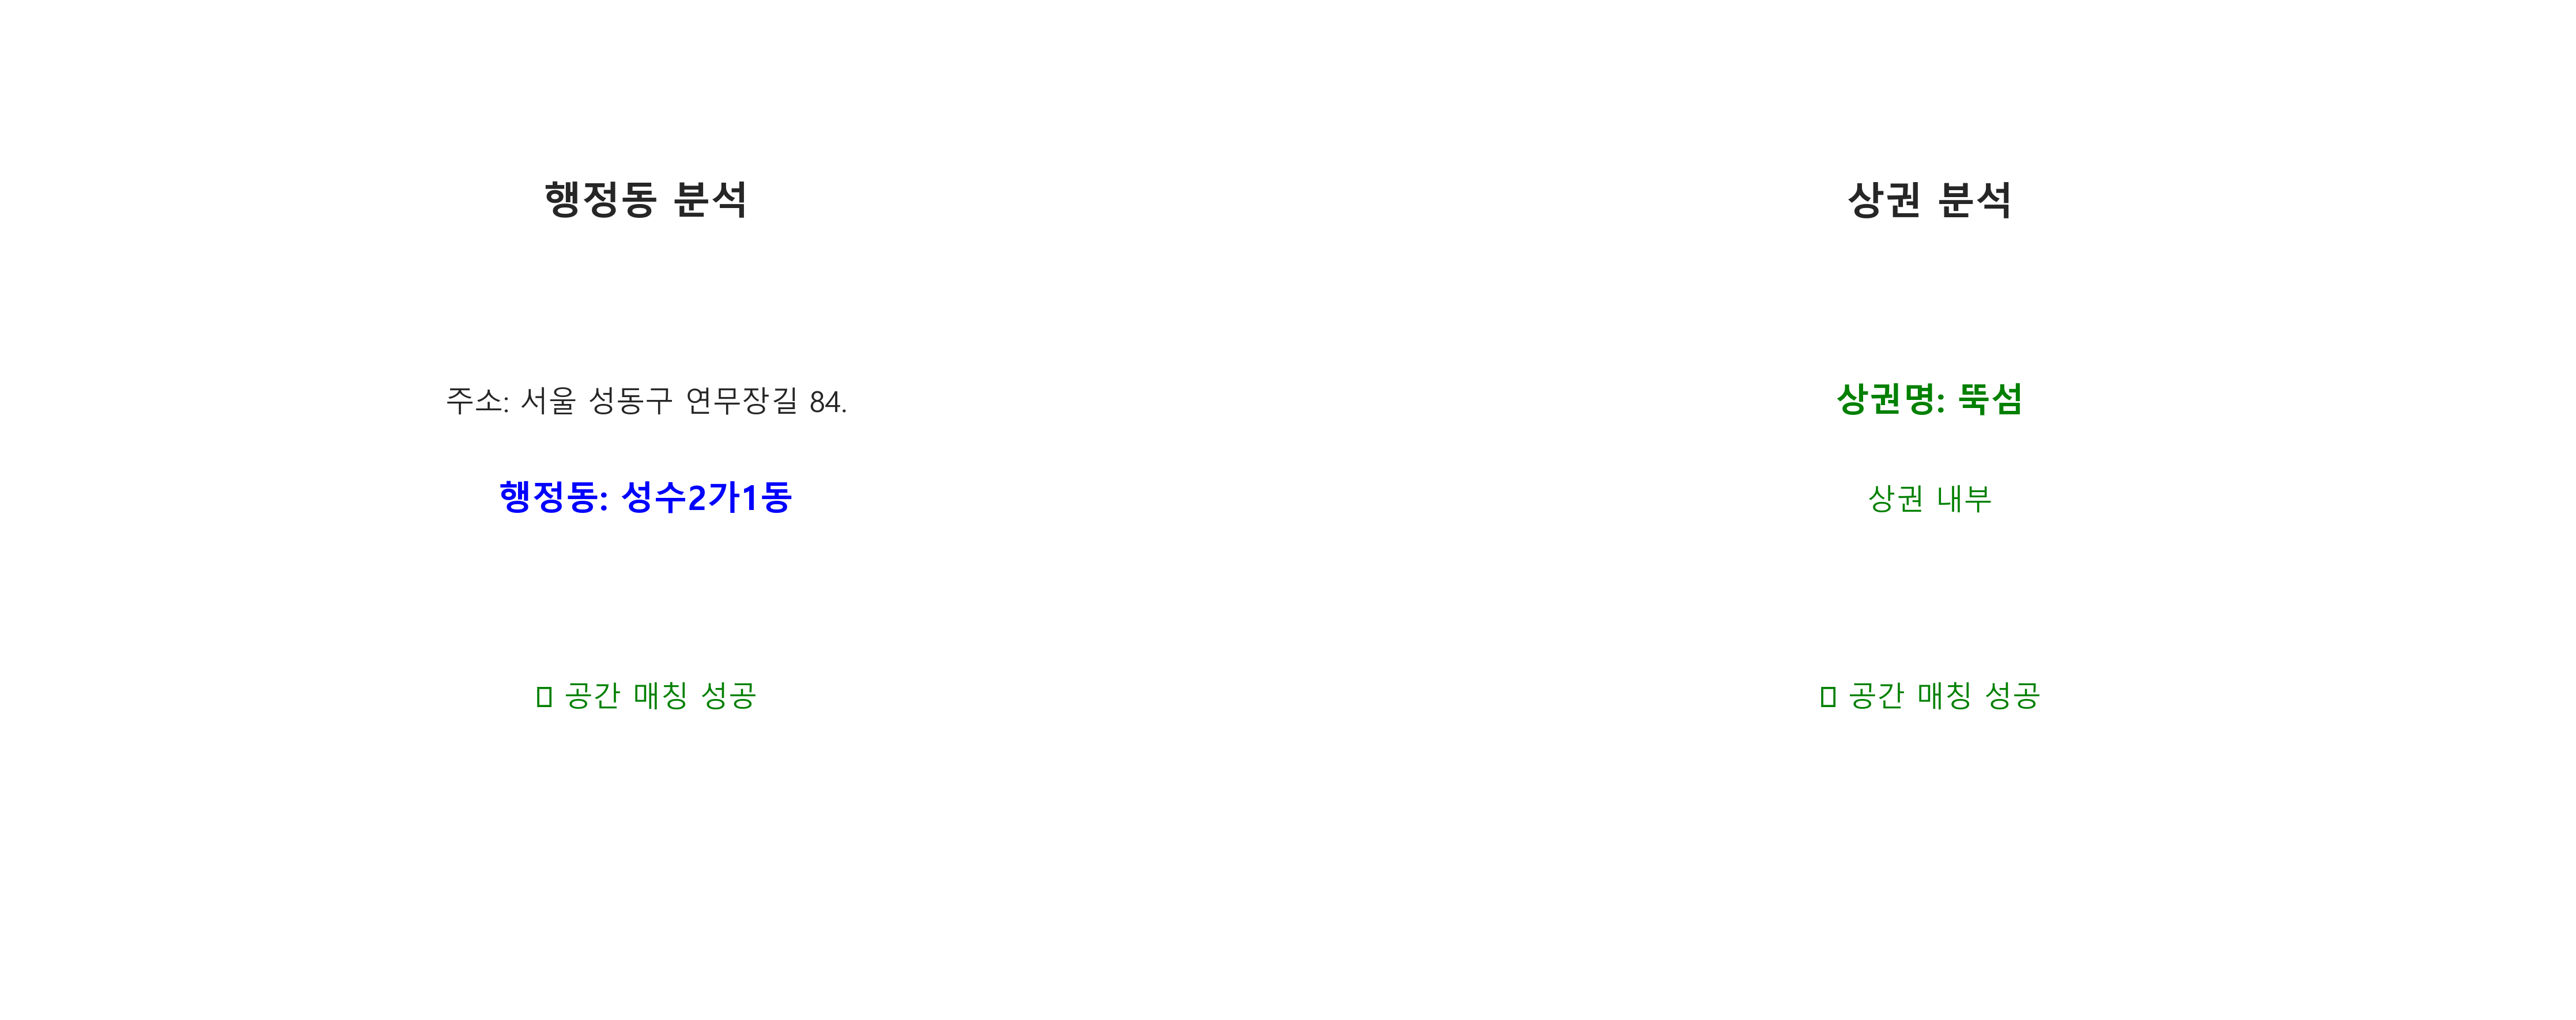 행정동 분석
주소: 서울 성동구 연무장길 84.
행정동: 성수2가1동
▯ 공간 매칭 성공
상권 분석
상권명: 뚝섬
상권 내부
▯ 공간 매칭 성공